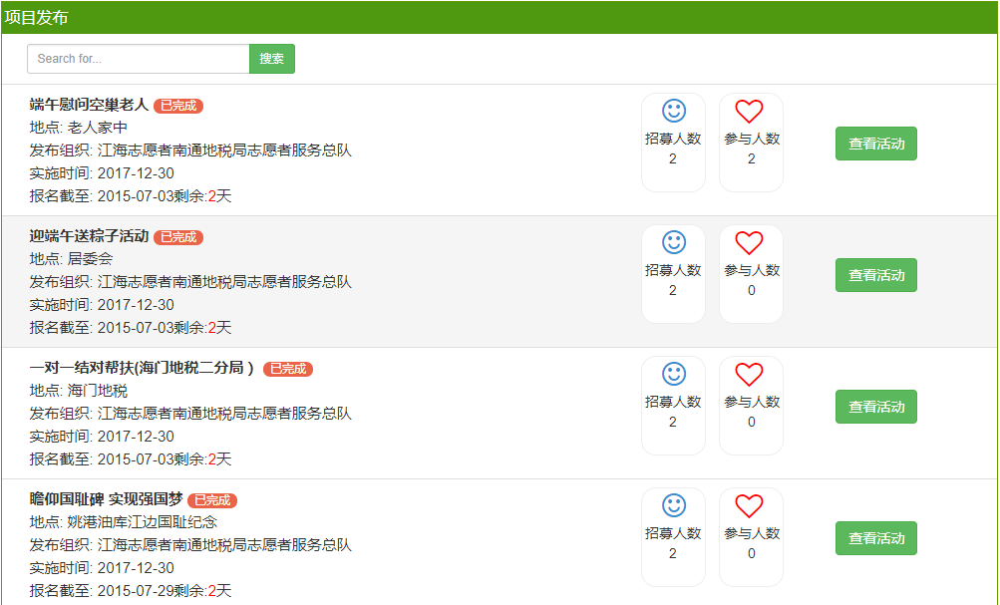 项目发布
Search for...
搜索
端午慰问空巢老人 已完成
地点: 老人家中
发布组织: 江海志愿者南通地税局志愿者服务总队
实施时间: 2017-12-30
报名截至: 2015-07-03剩余:2天
招募人数
2
参与人数
2
查看活动
迎端午送粽子活动 已完成
地点: 居委会
发布组织: 江海志愿者南通地税局志愿者服务总队
实施时间: 2017-12-30
报名截至: 2015-07-03剩余:2天
招募人数
2
参与人数
0
查看活动
一对一结对帮扶(海门地税二分局 ) 已完成
地点: 海门地税
发布组织: 江海志愿者南通地税局志愿者服务总队
实施时间: 2017-12-30
报名截至: 2015-07-03剩余:2天
招募人数
2
参与人数
0
查看活动
瞻仰国耻碑 实现强国梦 已完成
地点: 姚港油库江边国耻纪念
发布组织: 江海志愿者南通地税局志愿者服务总队
实施时间: 2017-12-30
报名截至: 2015-07-29剩余:2天
招募人数
2
参与人数
0
查看活动